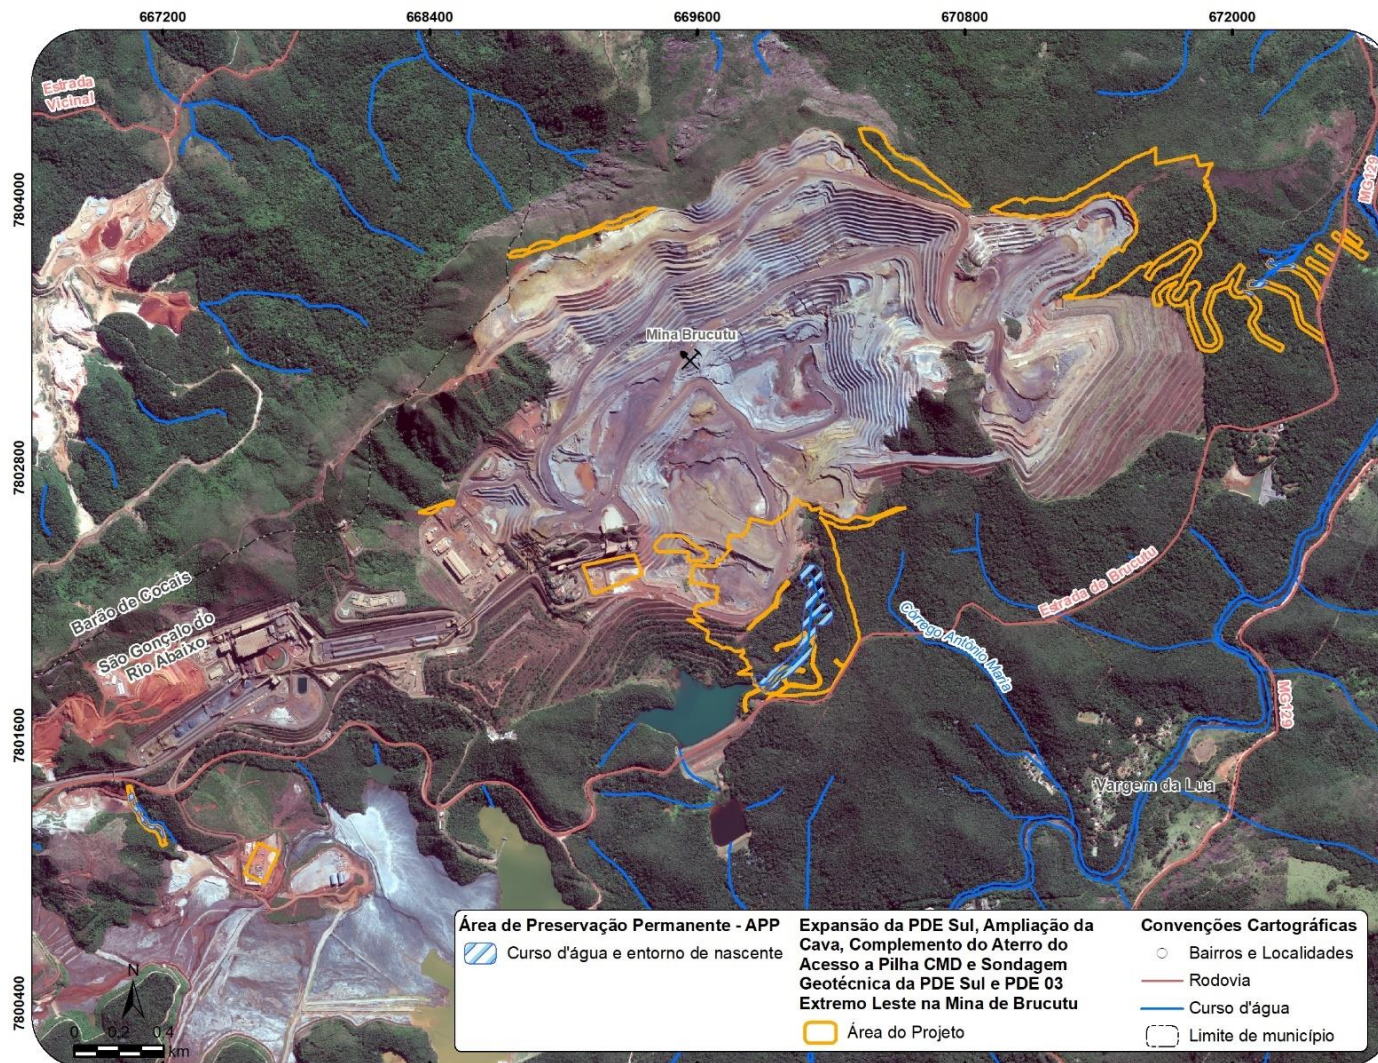 667200
668400
669600
670800
672000
Estrada
Vicinal
7804000
MG129
Mina Brucutu
7802800
Barão de Cocais
São Gonçalo do
Rio Abaixo
Estrada de Brucutu
córrego Antônio Maria
MG129
7801600
Vargem da Lua
7800400
N
0 0,2 0,4
km
Área de Preservação Permanente - APP
Curso d'água e entorno de nascente
Expansão da PDE Sul, Ampliação da
Cava, Complemento do Aterro do
Acesso a Pilha CMD e Sondagem
Geotécnica da PDE Sul e PDE 03
Extremo Leste na Mina de Brucutu
Área do Projeto
Convenções Cartográficas
Bairros e Localidades
Rodovia
Curso d'água
Limite de município